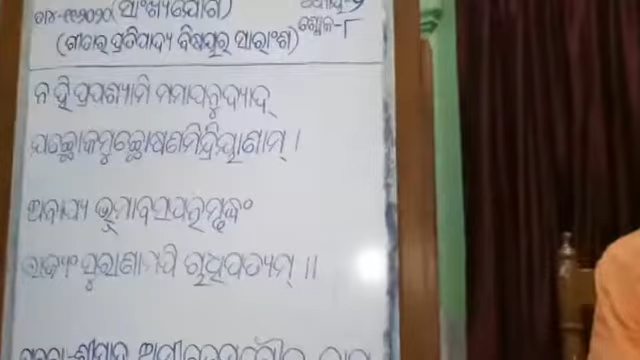 (ସାଂଖ୍ୟଯୋଗ)
ଶ୍ଳୋକ-୮
(ଗୀତାର ପ୍ରତିପାଦ୍ୟ ବିଷୟର ସାରାଂଶ)
ନ ହି ପ୍ରପଶ୍ୟାମି ମମାପନୁଦ୍ୟାଦ୍
ଯଚ୍ଛୋକମୁଚ୍ଛୋଷଣମିନ୍ଦ୍ରିୟାଣାମ୍ ।
ଅବାପ୍ୟ ଭୂମାବସପତ୍ନମୃଦ୍ଧଂ
ରାଜ୍ୟଂ ସୁରାଣାମପି ଚାଧିପତ୍ୟମ୍ ॥